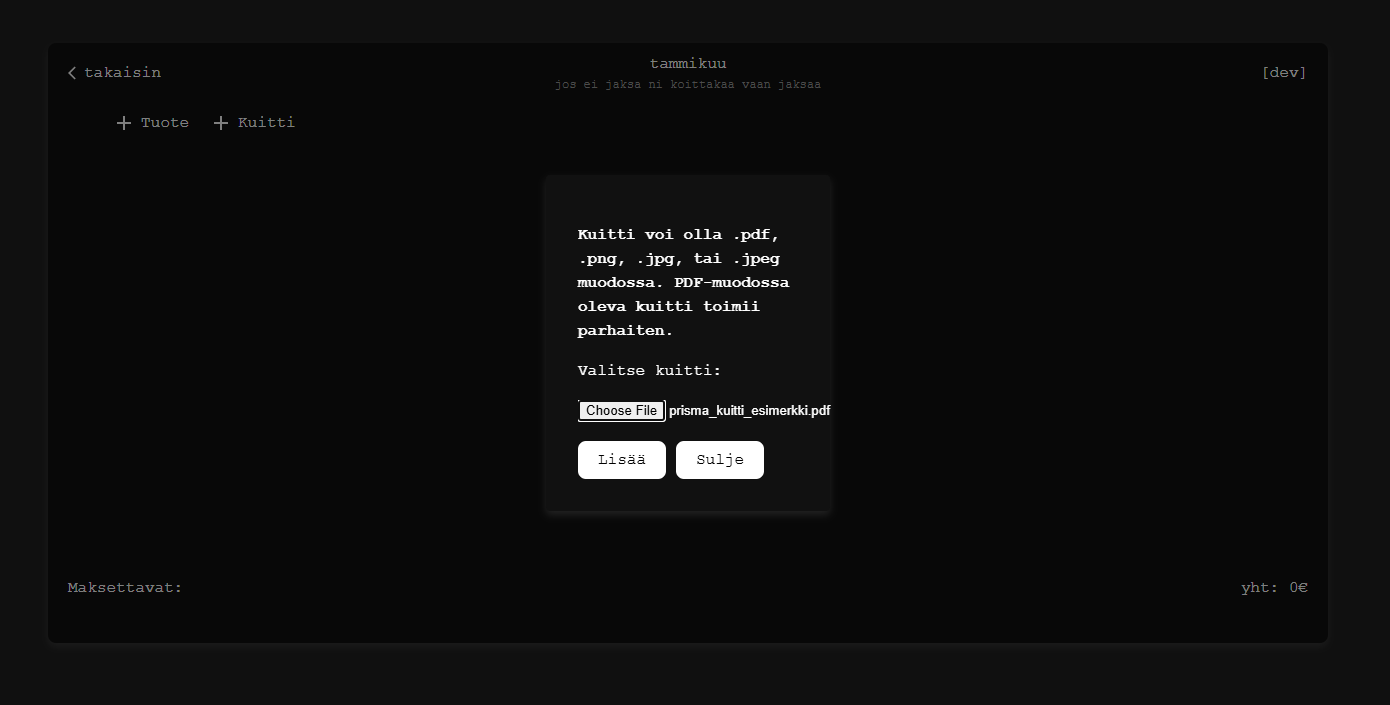 takaisin
tammikuu
jos ei jaksa ni koittakaa vaan jaksaa
[dev]
+ Tuote + Kuitti
Kuitti voi olla .pdf,
.png, .jpg, tai .jpeg
muodossa. PDF-muodossa
oleva kuitti toimii
parhaiten.
Valitse kuitti:
Choose File prisma_kuitti_esimerkki.pdf
Lisää Sulje
Maksettavat:
yht: 0€